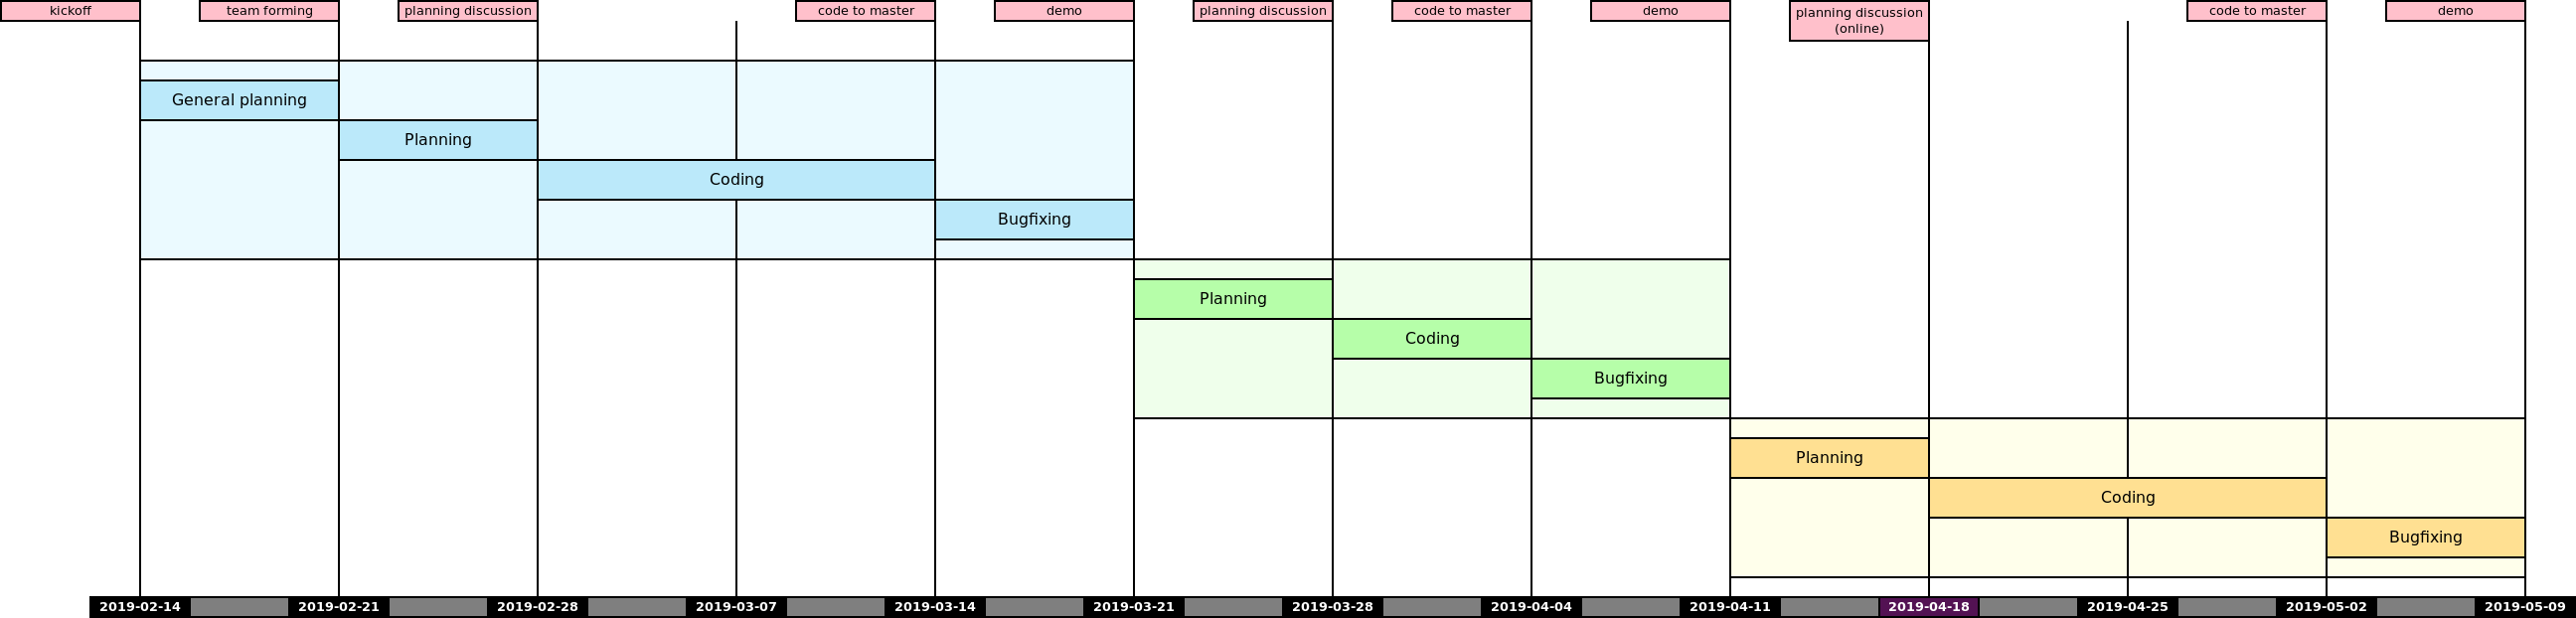 kickoff
team forming
planning discussion
code to master
demo
planning discussion
code to master
demo
planning discussion
(online)
code to master
demo
General planning
Planning
Coding
Bugfixing
Planning
Coding
Bugfixing
Planning
Coding
Bugfixing
2019-02-14
2019-02-21
2019-02-28
2019-03-07
2019-03-14
2019-03-21
2019-03-28
2019-04-04
2019-04-11
2019-04-18
2019-04-25
2019-05-02
2019-05-09